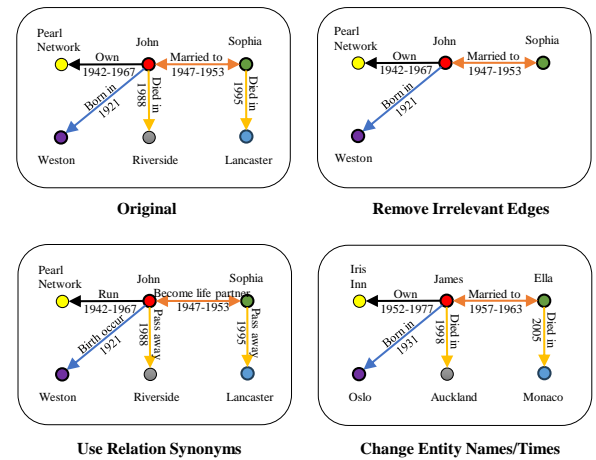 Pearl
Network
John
Sophia
Own
1942-1967
Married to
1947-1953
Born in
1921
Died in
1988
Died in
1995
Weston
Riverside
Lancaster
Original
Pearl
Network
John
Sophia
Own
1942-1967
Married to
1947-1953
Born in
1921
Weston
Remove Irrelevant Edges
Pearl
Network
John
Sophia
Run
1942-1967
Become life partner
1947-1953
Birth occur
1921
Pass away
1988
Pass away
1995
Weston
Riverside
Lancaster
Use Relation Synonyms
Iris
Inn
James
Ella
Own
1952-1977
Married to
1957-1963
Born in
1931
Died in
1998
Died in
2005
Oslo
Auckland
Monaco
Change Entity Names/Times